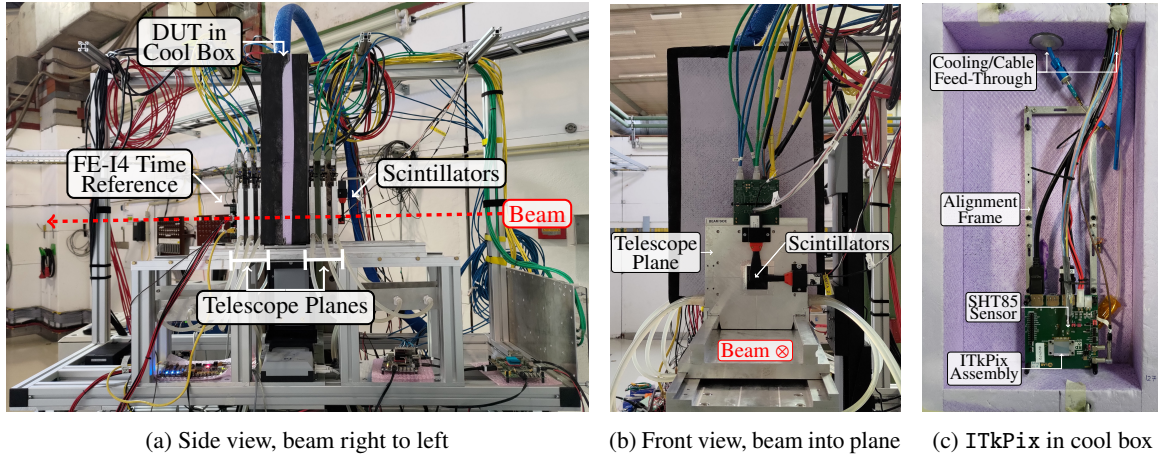 DUT in
Cool Box
FE-I4 Time
Reference
Scintillators
Beam
Telescope Planes
Telescope
Plane
Scintillators
Beam ⊗
Cooling/Cable
Feed-Through
Alignment
Frame
SHT85
Sensor
ITkPix
Assembly
(a) Side view, beam right to left
(b) Front view, beam into plane
(c) ITkPix in cool box